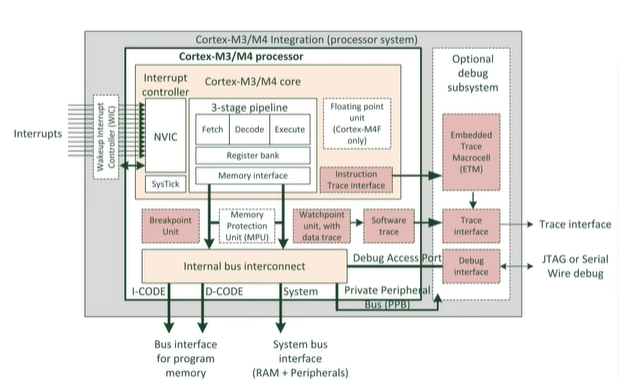 Cortex-M3/M4 Integration (processor system)
Cortex-M3/M4 processor
Optional
debug
subsystem
Interrupt
controller
Cortex-M3/M4 core
3-stage pipeline
Floating point
unit
(Cortex-M4F
only)
Fetch
Decode
Execute
Interrupts
Wakeup Interrupt
Controller (WIC)
NVIC
Embedded
Trace
Macrocell
(ETM)
Register bank
Memory interface
Instruction
Trace interface
SysTick
Breakpoint
Unit
Memory
Protection
Unit (MPU)
Watchpoint
unit, with
data trace
Software
trace
Trace
interface
Trace interface
Internal bus interconnect
Debug Access Port
Debug
interface
JTAG or Serial
Wire debug
I-CODE
D-CODE
System
Private Peripheral
Bus (PPB)
Bus interface
for program
memory
System bus
interface
(RAM + Peripherals)